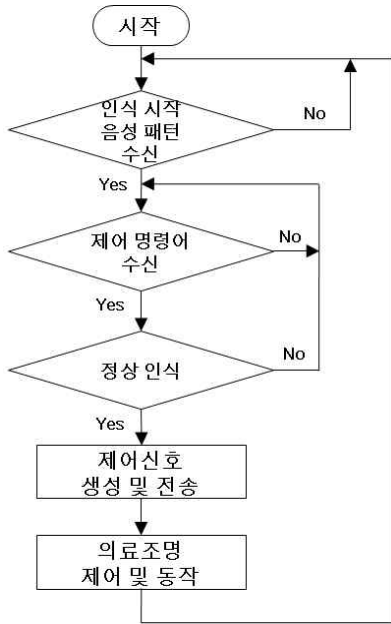 시작
인식 시작
음성 패턴
수신
No
Yes
제어 명령어
수신
No
Yes
정상 인식
No
Yes
제어신호
생성 및 전송
의료조명
제어 및 동작